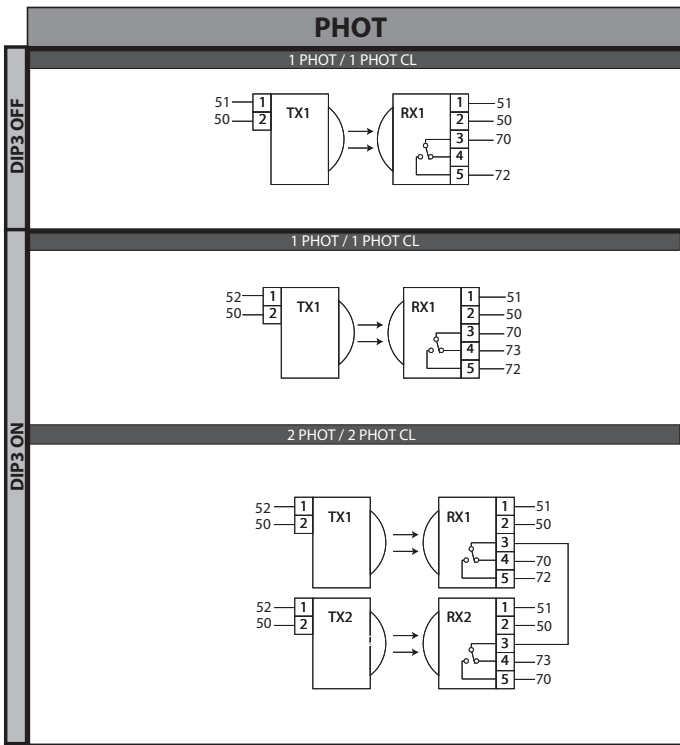 PHOT
DIP3 OFF
1 PHOT / 1 PHOT CL
51 1 TX1 RX1 1 51
50 2 2 50
3 70
4
5 72
DIP3 ON
1 PHOT / 1 PHOT CL
52 1 TX1 RX1 1 51
50 2 2 50
3 70
4 73
5 72
2 PHOT / 2 PHOT CL
52 1 TX1 RX1 1 51
50 2 2 50
3
4 70
5 72
52 1 TX2 RX2 1 51
50 2 2 50
3
4 73
5 70